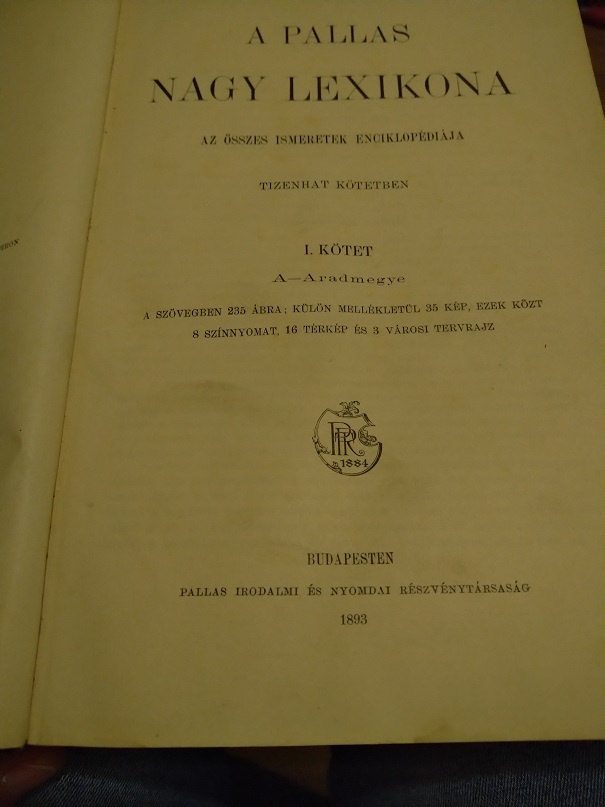 A PALLAS
NAGY LEXIKONA
AZ ÖSSZES ISMERETEK ENCIKLOPÉDIÁJA
TIZENHAT KÖTETBEN
I. KÖTET
A—Aradmegye
A SZÖVEGBEN 235 ÁBRA; KÜLÖN MELLÉKLETÜL 35 KÉP, EZEK KÖZT
8 SZÍNNYOMAT, 16 TÉRKÉP ÉS 3 VÁROSI TERVRAJZ
1884
BUDAPESTEN
PALLAS IRODALMI ÉS NYOMDAI RÉSZVÉNYTÁRSASÁG
1893